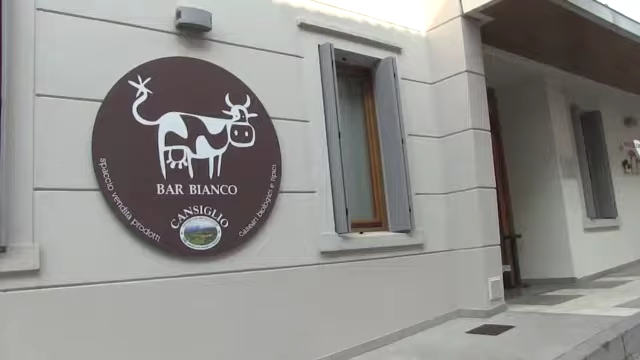 BAR BIANCO
spaccio vendita prodotti
caseari biologici e tipici
CANSIGLIO